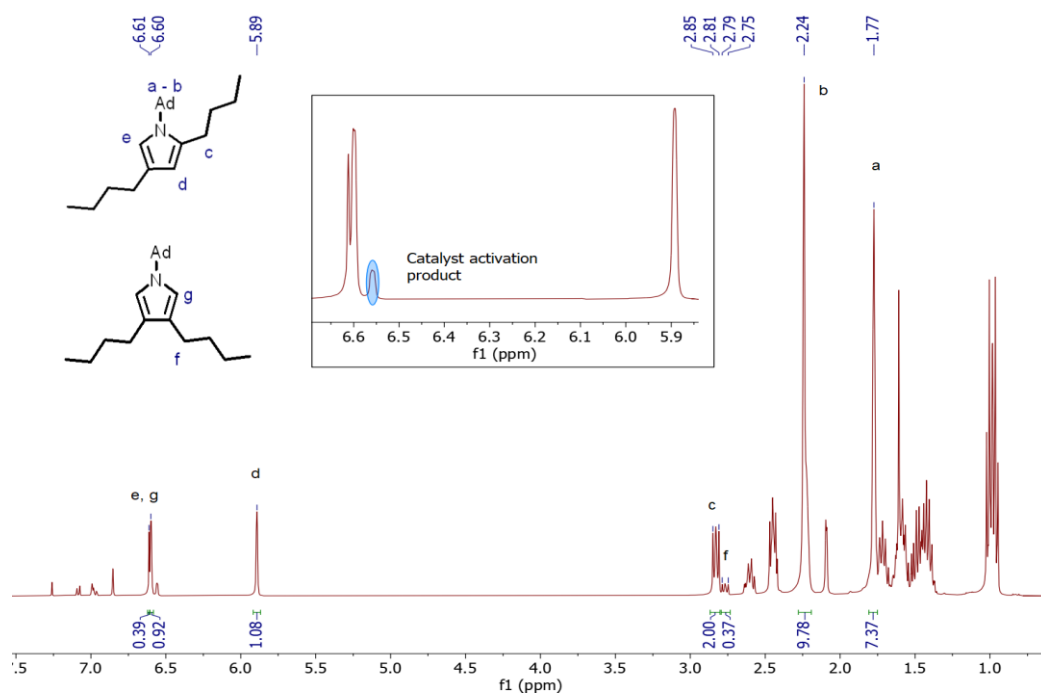 6.61
6.60
5.89
2.85
2.81
2.79
2.75
2.24
1.77
a - b
Ad
N
e
c
d
Ad
N
g
f
Catalyst activation
product
6.6 6.5 6.4 6.3 6.2 6.1 6.0 5.9
f1 (ppm)
b
a
e, g
d
c
f
0.39
0.92
1.08
2.00
0.37
9.78
7.37
7.5 7.0 6.5 6.0 5.5 5.0 4.5 4.0 3.5 3.0 2.5 2.0 1.5 1.0
f1 (ppm)